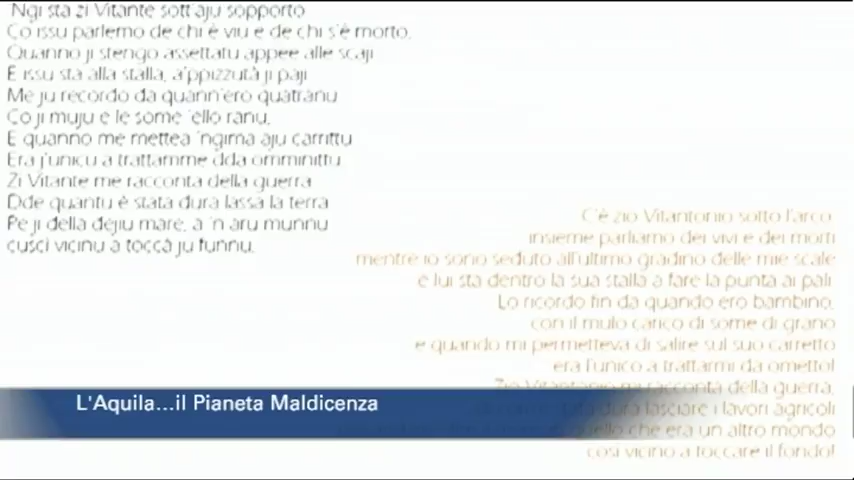 'Ngi sta zi Vitante sott'aju sopporto
Co issu parlemo de chi è viu e de chi s'è morto.
Quanno ji stengo assettatu appee alle scaji
E issu sta alla stalla, a'ppizzutà ji paji
Me ju recordo da quann'ero quatranu
Co ji muju e le some 'ello ranu.
E quanno me mettea 'ngima aju carrittu
Era j'unicu a trattamme dda omminittu
Zi Vitante me racconta della guerra
Dde quantu è stata dura lassà la terra
Pe ji della dejiu mare, a 'n aru munnu
cuscì vicinu a toccà ju funnu.
C'è zio Vitantonio sotto l'arco
insieme parliamo dei vivi e dei morti
mentre io sono seduto all'ultimo gradino delle mie scale
e lui sta dentro la sua stalla a fare la punta ai pali
Lo ricordo fin da quando ero bambino,
con il mulo carico di some di grano
e quando mi permetteva di salire sul suo carretto
era l'unico a trattarmi da ometto!
Zio Vitantonio mi racconta della guerra,
dura lasciare i lavori agricoli
quello che era un altro mondo
così vicino a toccare il fondo!
L'Aquila...il Pianeta Maldicenza